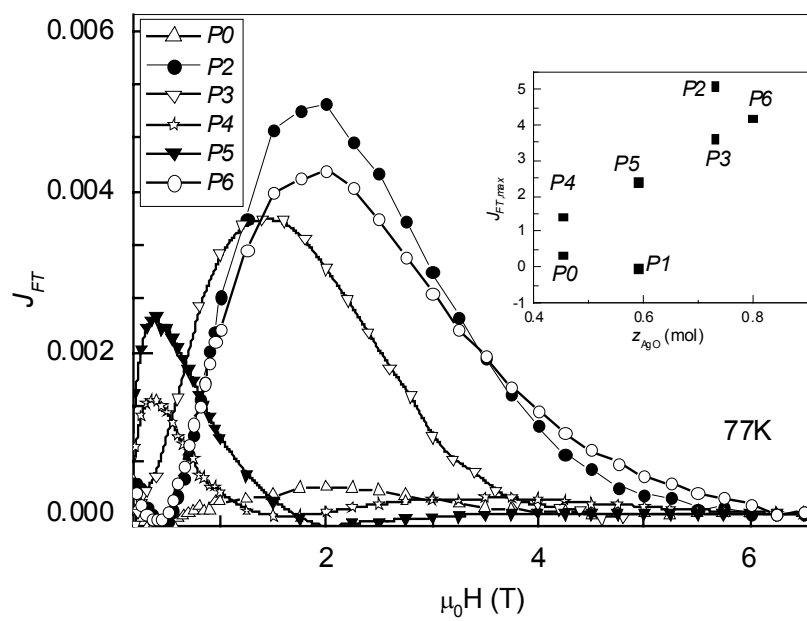 0.006
0.004
0.002
0.000
J_FT
P0
P2
P3
P4
P5
P6
5
4
3
2
1
0
-1
J_FT,max
P2
P6
P5
P3
P4
P0
P1
0.4 0.6 0.8
z_AgO (mol)
77K
2 4 6
μ₀H (T)